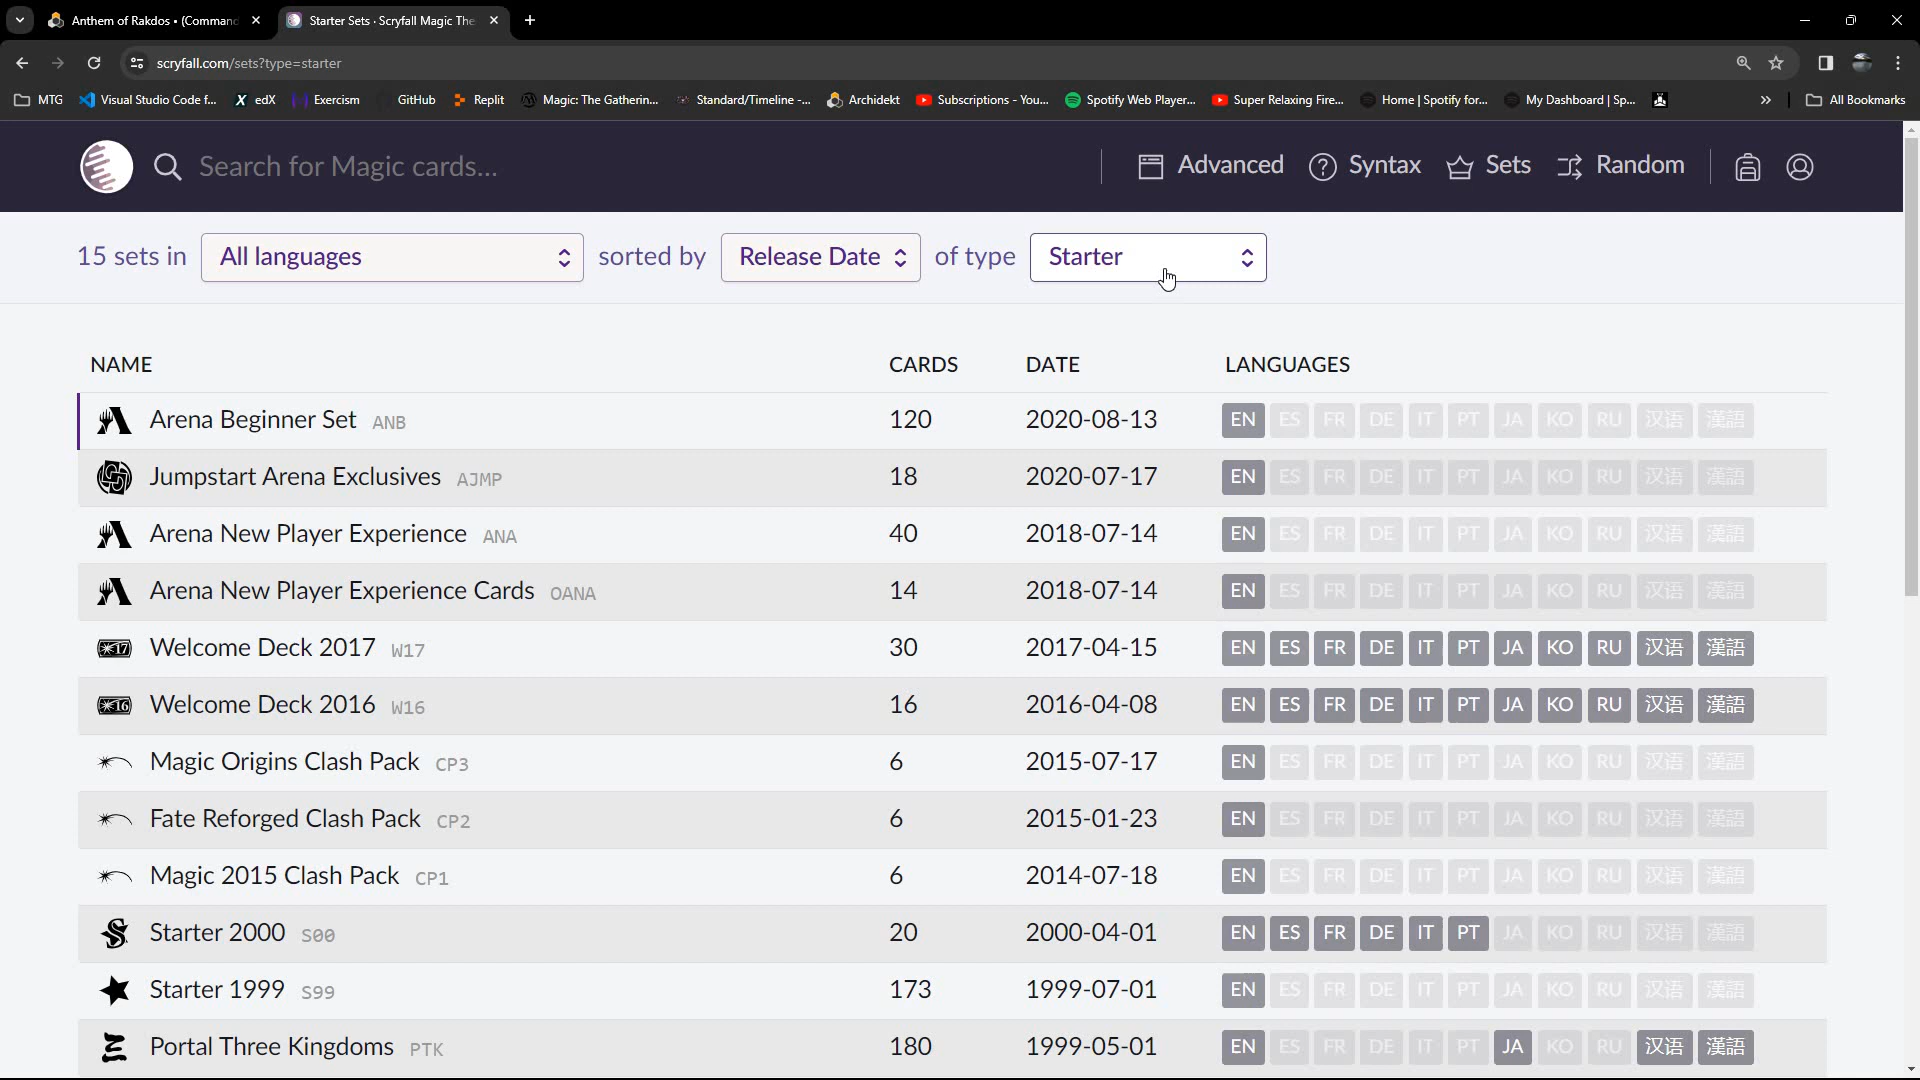 Anthem of Rakdos • (Comman
Starter Sets · Scryfall Magic The
scryfall.com/sets?type=starter
MTG Visual Studio Code f... edX Exercism GitHub Replit Magic: The Gatherin... Standard/Timeline -... Archidekt Subscriptions - You... Spotify Web Player... Super Relaxing Fire... Home | Spotify for... My Dashboard | Sp... » All Bookmarks
Search for Magic cards... Advanced Syntax Sets Random
15 sets in All languages sorted by Release Date of type Starter
NAME CARDS DATE LANGUAGES
Arena Beginner Set ANB 120 2020-08-13 EN ES FR DE IT PT JA KO RU 汉语 漢語
Jumpstart Arena Exclusives AJMP 18 2020-07-17 EN ES FR DE IT PT JA KO RU 汉语 漢語
Arena New Player Experience ANA 40 2018-07-14 EN ES FR DE IT PT JA KO RU 汉语 漢語
Arena New Player Experience Cards OANA 14 2018-07-14 EN ES FR DE IT PT JA KO RU 汉语 漢語
Welcome Deck 2017 W17 30 2017-04-15 EN ES FR DE IT PT JA KO RU 汉语 漢語
Welcome Deck 2016 W16 16 2016-04-08 EN ES FR DE IT PT JA KO RU 汉语 漢語
Magic Origins Clash Pack CP3 6 2015-07-17 EN ES FR DE IT PT JA KO RU 汉语 漢語
Fate Reforged Clash Pack CP2 6 2015-01-23 EN ES FR DE IT PT JA KO RU 汉语 漢語
Magic 2015 Clash Pack CP1 6 2014-07-18 EN ES FR DE IT PT JA KO RU 汉语 漢語
Starter 2000 S00 20 2000-04-01 EN ES FR DE IT PT JA KO RU 汉语 漢語
Starter 1999 S99 173 1999-07-01 EN ES FR DE IT PT JA KO RU 汉语 漢語
Portal Three Kingdoms PTK 180 1999-05-01 EN ES FR DE IT PT JA KO RU 汉语 漢語